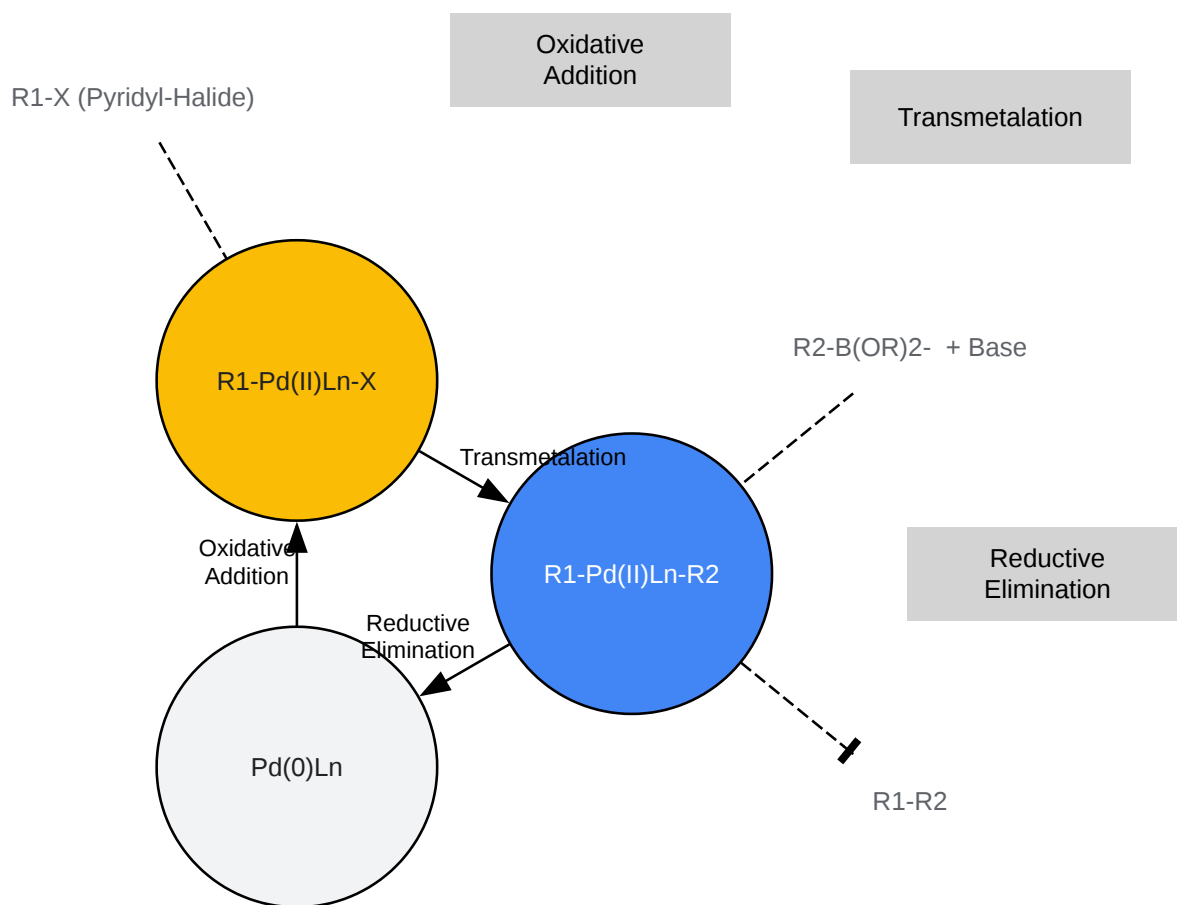 Oxidative
Addition
R1-X (Pyridyl-Halide)
Transmetalation
R2-B(OR)2-  + Base
R1-Pd(II)Ln-X
Transmetalation
Oxidative
Addition
R1-Pd(II)Ln-R2
Reductive
Elimination
Reductive
Elimination
Pd(0)Ln
R1-R2